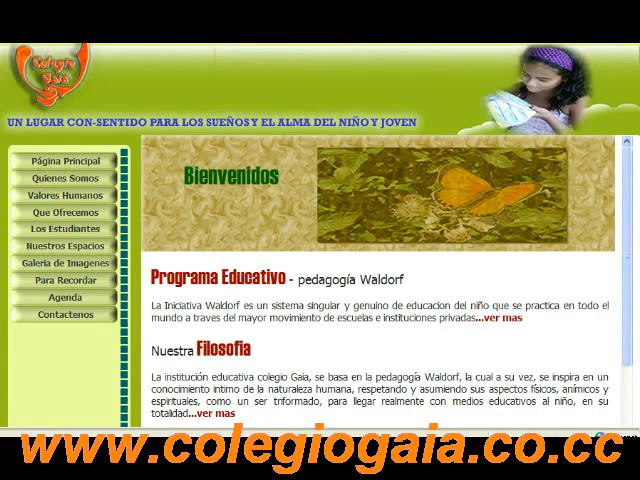 Colegio
Gaia
UN LUGAR CON-SENTIDO PARA LOS SUEÑOS Y EL ALMA DEL NIÑO Y JOVEN
Página Principal
Quienes Somos
Valores Humanos
Que Ofrecemos
Los Estudiantes
Nuestros Espacios
Galeria de Imagenes
Para Recordar
Agenda
Contactenos
Bienvenidos
Programa Educativo - pedagogía Waldorf
La Iniciativa Waldorf es un sistema singular y genuino de educacion del niño que se practica en todo el
mundo a traves del mayor movimiento de escuelas e instituciones privadas...ver mas
Nuestra Filosofia
La institución educativa colegio Gaia, se basa en la pedagogía Waldorf, la cual a su vez, se inspira en un
conocimiento intimo de la naturaleza humana, respetando y asumiendo sus aspectos físicos, anímicos y
espirituales, como un ser triformado, para llegar realmente con medios educativos al niño, en su
totalidad...ver mas
www.colegiogaia.co.cc